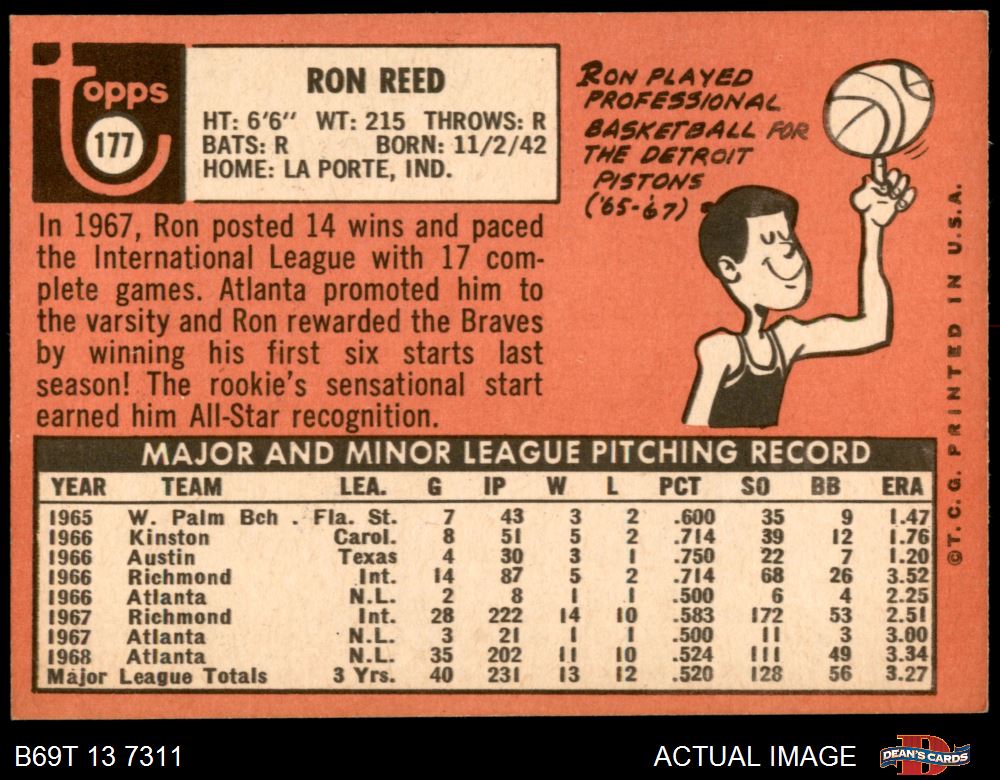 Topps
177
RON REED
HT: 6'6" WT: 215 THROWS: R
BATS: R BORN: 11/2/42
HOME: LA PORTE, IND.
RON PLAYED
PROFESSIONAL
BASKETBALL FOR
THE DETROIT
PISTONS
('65-'67)
In 1967, Ron posted 14 wins and paced
the International League with 17 com-
plete games. Atlanta promoted him to
the varsity and Ron rewarded the Braves
by winning his first six starts last
season! The rookie's sensational start
earned him All-Star recognition.
MAJOR AND MINOR LEAGUE PITCHING RECORD
YEAR TEAM LEA. G IP W L PCT SO BB ERA
1965 W. Palm Bch . Fla. St. 7 43 3 2 .600 35 9 1.47
1966 Kinston Carol. 8 51 5 2 .714 39 12 1.76
1966 Austin Texas 4 30 3 1 .750 22 7 1.20
1966 Richmond Int. 14 87 5 2 .714 68 26 3.52
1966 Atlanta N.L. 2 8 1 1 .500 6 4 2.25
1967 Richmond Int. 28 222 14 10 .583 172 53 2.51
1967 Atlanta N.L. 3 21 1 1 .500 11 3 3.00
1968 Atlanta N.L. 35 202 11 10 .524 111 49 3.34
Major League Totals 3 Yrs. 40 231 13 12 .520 128 56 3.27
©T. C. G. PRINTED IN U.S.A.
B69T 13 7311
ACTUAL IMAGE
DEAN'S CARDS